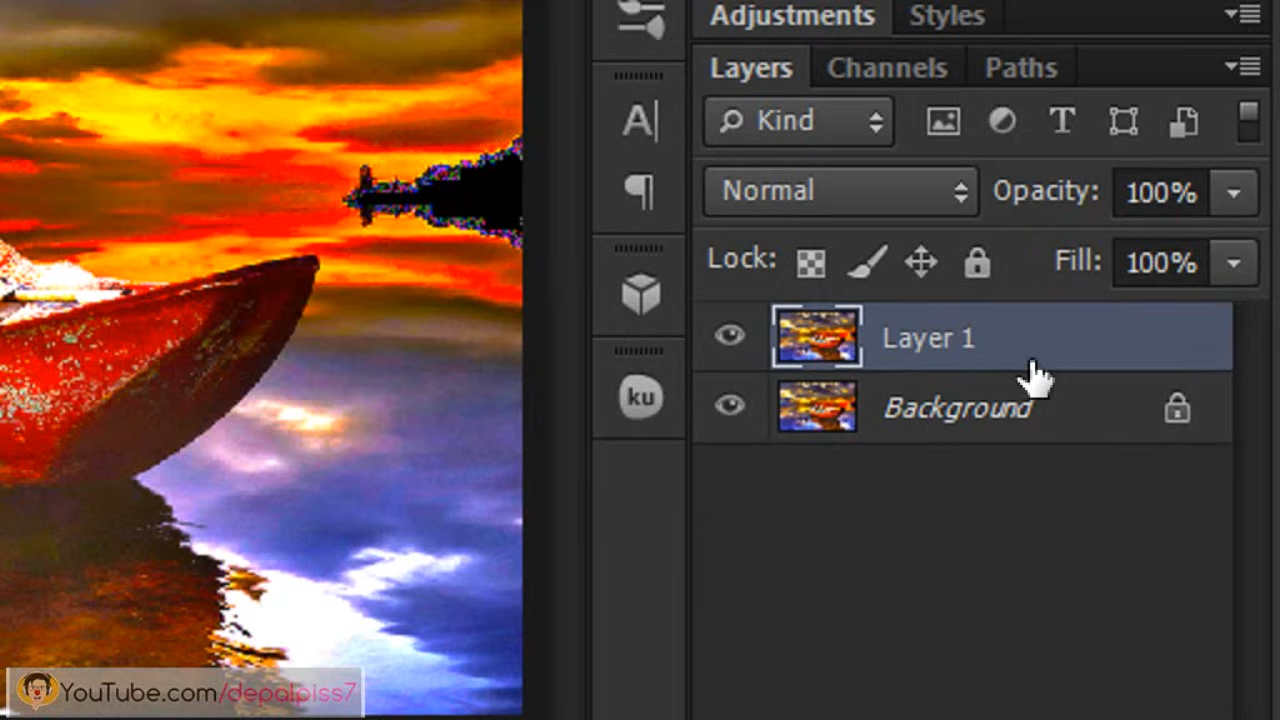 Adjustments Styles
Layers Channels Paths
Kind T
A|
¶
Normal Opacity: 100%
Lock: Fill: 100%
Layer 1
ku
Background
YouTube.com/depalpiss7